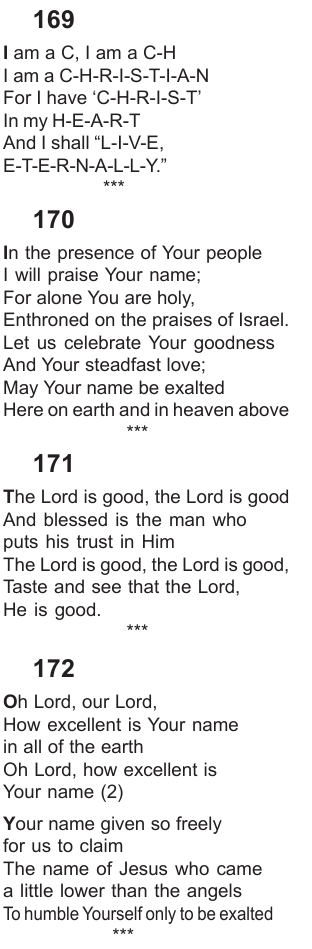 169
I am a C, I am a C-H
I am a C-H-R-I-S-T-I-A-N
For I have ‘C-H-R-I-S-T’
In my H-E-A-R-T
And I shall “L-I-V-E,
E-T-E-R-N-A-L-L-Y.”
***
170
In the presence of Your people
I will praise Your name;
For alone You are holy,
Enthroned on the praises of Israel.
Let us celebrate Your goodness
And Your steadfast love;
May Your name be exalted
Here on earth and in heaven above
***
171
The Lord is good, the Lord is good
And blessed is the man who
puts his trust in Him
The Lord is good, the Lord is good,
Taste and see that the Lord,
He is good.
***
172
Oh Lord, our Lord,
How excellent is Your name
in all of the earth
Oh Lord, how excellent is
Your name (2)
Your name given so freely
for us to claim
The name of Jesus who came
a little lower than the angels
To humble Yourself only to be exalted
***